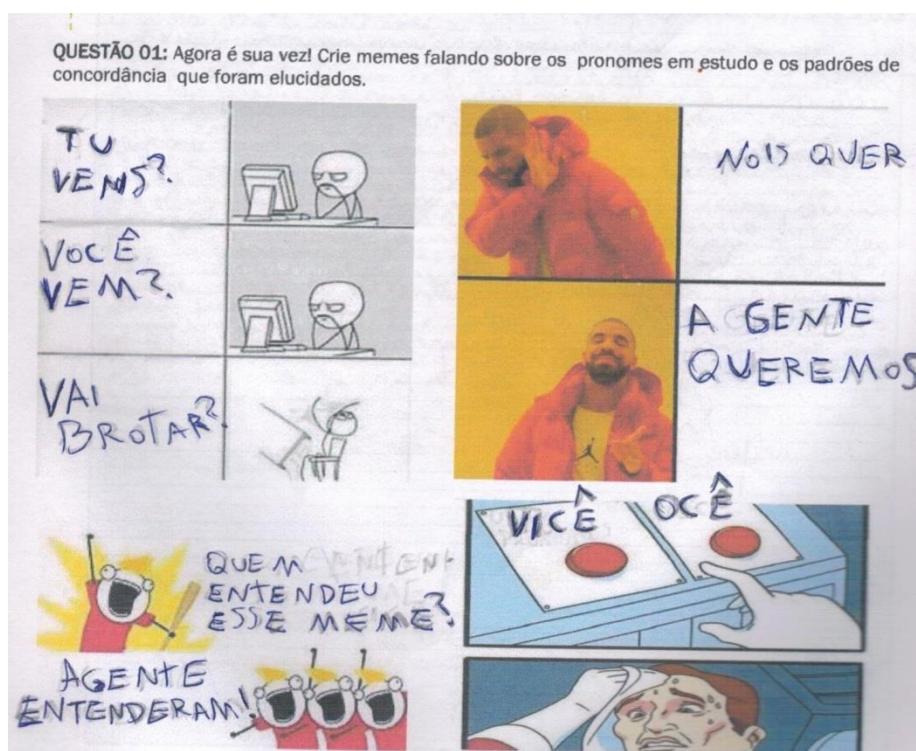 QUESTÃO 01: Agora é sua vez! Crie memes falando sobre os pronomes em estudo e os padrões de
concordância que foram elucidados.
TU
VENS?
VOCÊ
VEM?
VAI
BROTAR?
NOIS QUER
A GENTE
QUEREMOS
QUEM
ENTENDEU
ESSE MEME?
AGENTE
ENTENDERAM!
VICÊ OCÊ